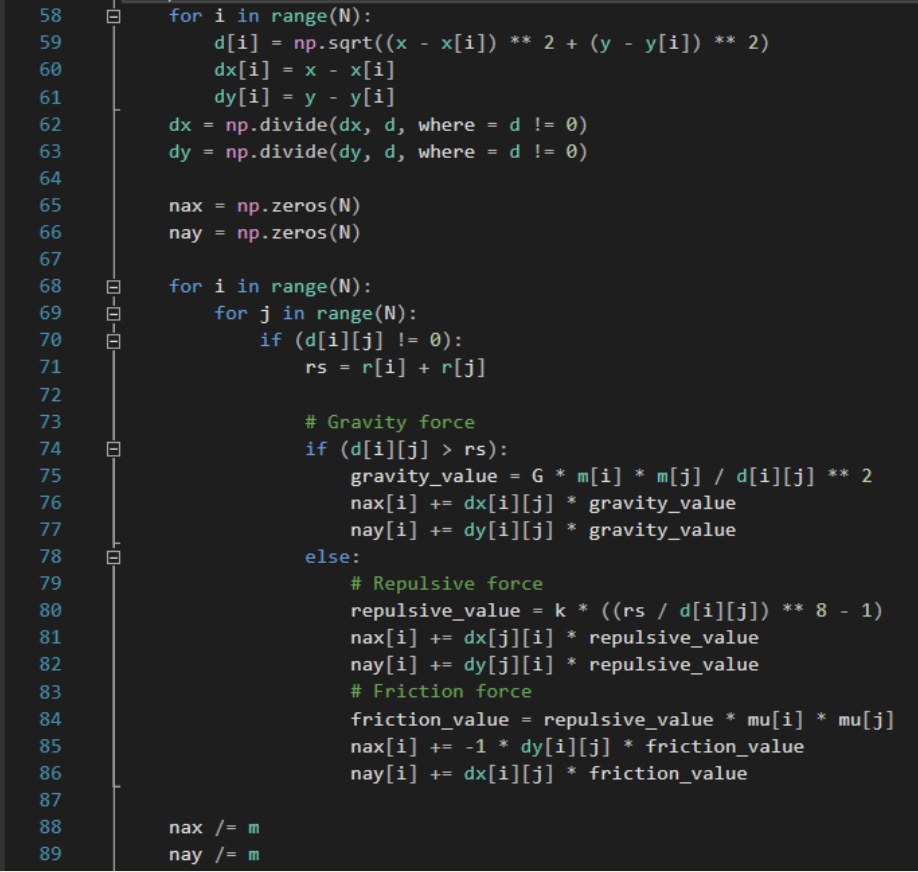 58 for i in range(N):
59 d[i] = np.sqrt((x - x[i]) ** 2 + (y - y[i]) ** 2)
60 dx[i] = x - x[i]
61 dy[i] = y - y[i]
62 dx = np.divide(dx, d, where = d != 0)
63 dy = np.divide(dy, d, where = d != 0)
64
65 nax = np.zeros(N)
66 nay = np.zeros(N)
67
68 for i in range(N):
69 for j in range(N):
70 if (d[i][j] != 0):
71 rs = r[i] + r[j]
72
73 # Gravity force
74 if (d[i][j] > rs):
75 gravity_value = G * m[i] * m[j] / d[i][j] ** 2
76 nax[i] += dx[i][j] * gravity_value
77 nay[i] += dy[i][j] * gravity_value
78 else:
79 # Repulsive force
80 repulsive_value = k * ((rs / d[i][j]) ** 8 - 1)
81 nax[i] += dx[j][i] * repulsive_value
82 nay[i] += dy[j][i] * repulsive_value
83 # Friction force
84 friction_value = repulsive_value * mu[i] * mu[j]
85 nax[i] += -1 * dy[i][j] * friction_value
86 nay[i] += dx[i][j] * friction_value
87
88 nax /= m
89 nay /= m